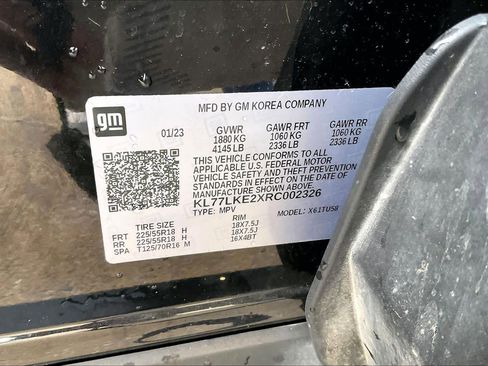 MFD BY GM KOREA COMPANY
gm
01/23 GVWR GAWR FRT GAWR RR
1880 KG 1060 KG 1060 KG
4145 LB 2336 LB 2336 LB
THIS VEHICLE CONFORMS TO ALL
APPLICABLE U.S. FEDERAL MOTOR
VEHICLE SAFETY AND THEFT PREVENTION
STANDARDS IN EFFECT ON THE DATE OF
MANUFACTURE SHOWN ABOVE.
KL77LKE2XRC002326
TYPE: MPV MODEL: X61TU58
TIRE SIZE RIM
FRT 225/55R18 H 18X7.5J
RR 225/55R18 H 18X7.5J
SPA T125/70R16 M 16X4BT